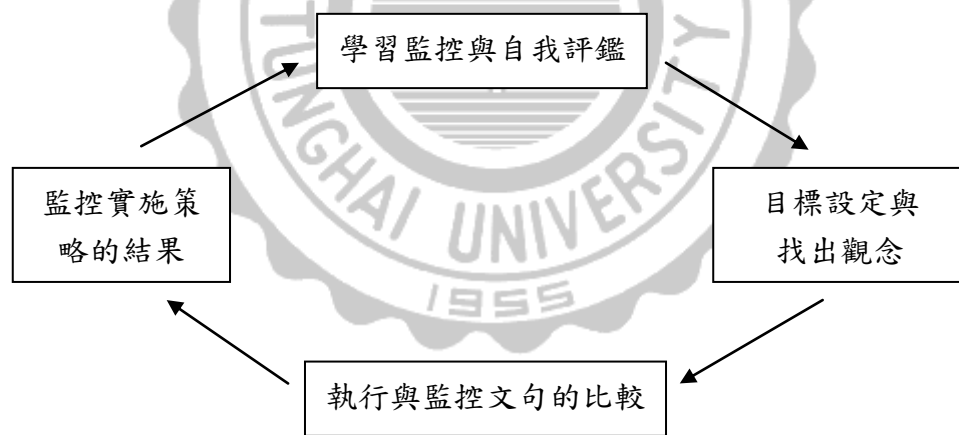 學習監控與自我評鑑
監控實施策
略的結果
目標設定與
找出觀念
執行與監控文句的比較
TUNGHAI UNIVERSITY
1955